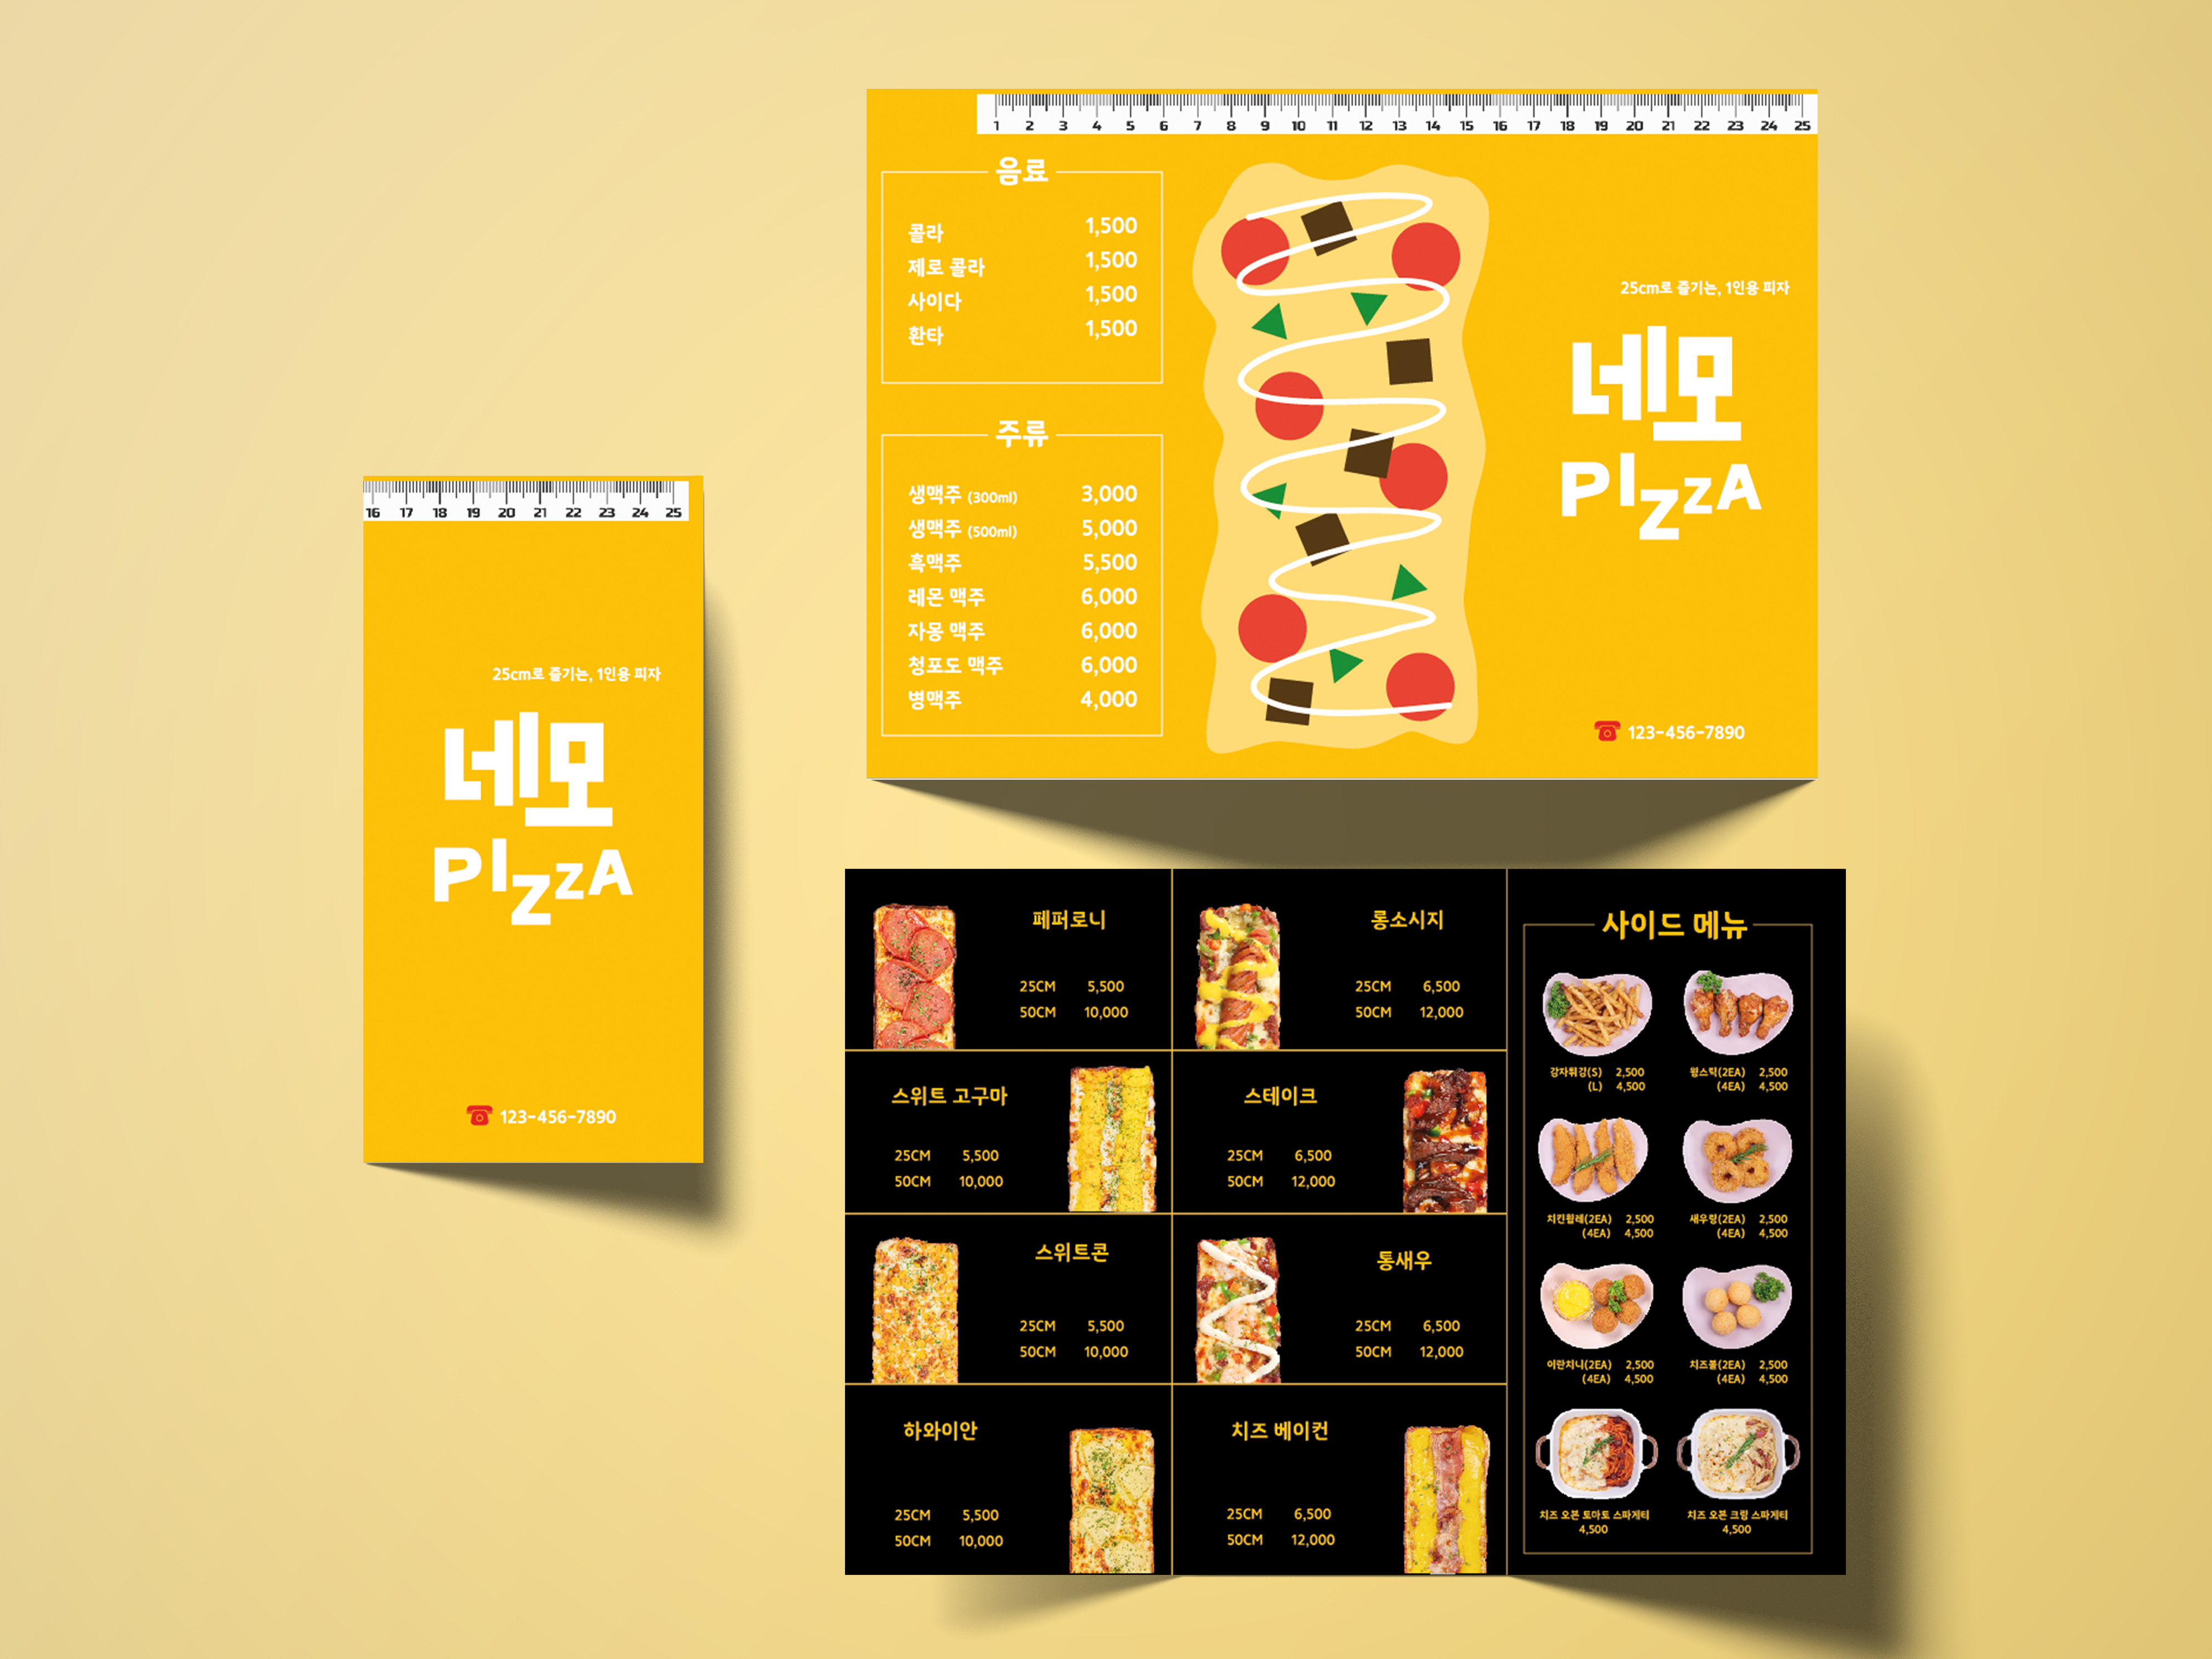 16 17 18 19 20 21 22 23 24 25
25cm로 즐기는, 1인용 피자
네모
PIZZA
☎ 123-456-7890
1 2 3 4 5 6 7 8 9 10 11 12 13 14 15 16 17 18 19 20 21 22 23 24 25
음료
콜라 1,500
제로 콜라 1,500
사이다 1,500
환타 1,500
주류
생맥주 (300ml) 3,000
생맥주 (500ml) 5,000
흑맥주 5,500
레몬 맥주 6,000
자몽 맥주 6,000
청포도 맥주 6,000
병맥주 4,000
25cm로 즐기는, 1인용 피자
네모
PIZZA
☎ 123-456-7890
페퍼로니
25CM 5,500
50CM 10,000
롱소시지
25CM 6,500
50CM 12,000
스위트 고구마
25CM 5,500
50CM 10,000
스테이크
25CM 6,500
50CM 12,000
스위트콘
25CM 5,500
50CM 10,000
통새우
25CM 6,500
50CM 12,000
하와이안
25CM 5,500
50CM 10,000
치즈 베이컨
25CM 6,500
50CM 12,000
사이드 메뉴
감자튀김(S) 2,500
(L) 4,500
윙스틱(2EA) 2,500
(4EA) 4,500
치킨휠레(2EA) 2,500
(4EA) 4,500
새우링(2EA) 2,500
(4EA) 4,500
이란치니(2EA) 2,500
(4EA) 4,500
치즈볼(2EA) 2,500
(4EA) 4,500
치즈 오븐 토마토 스파게티
4,500
치즈 오븐 크림 스파게티
4,500